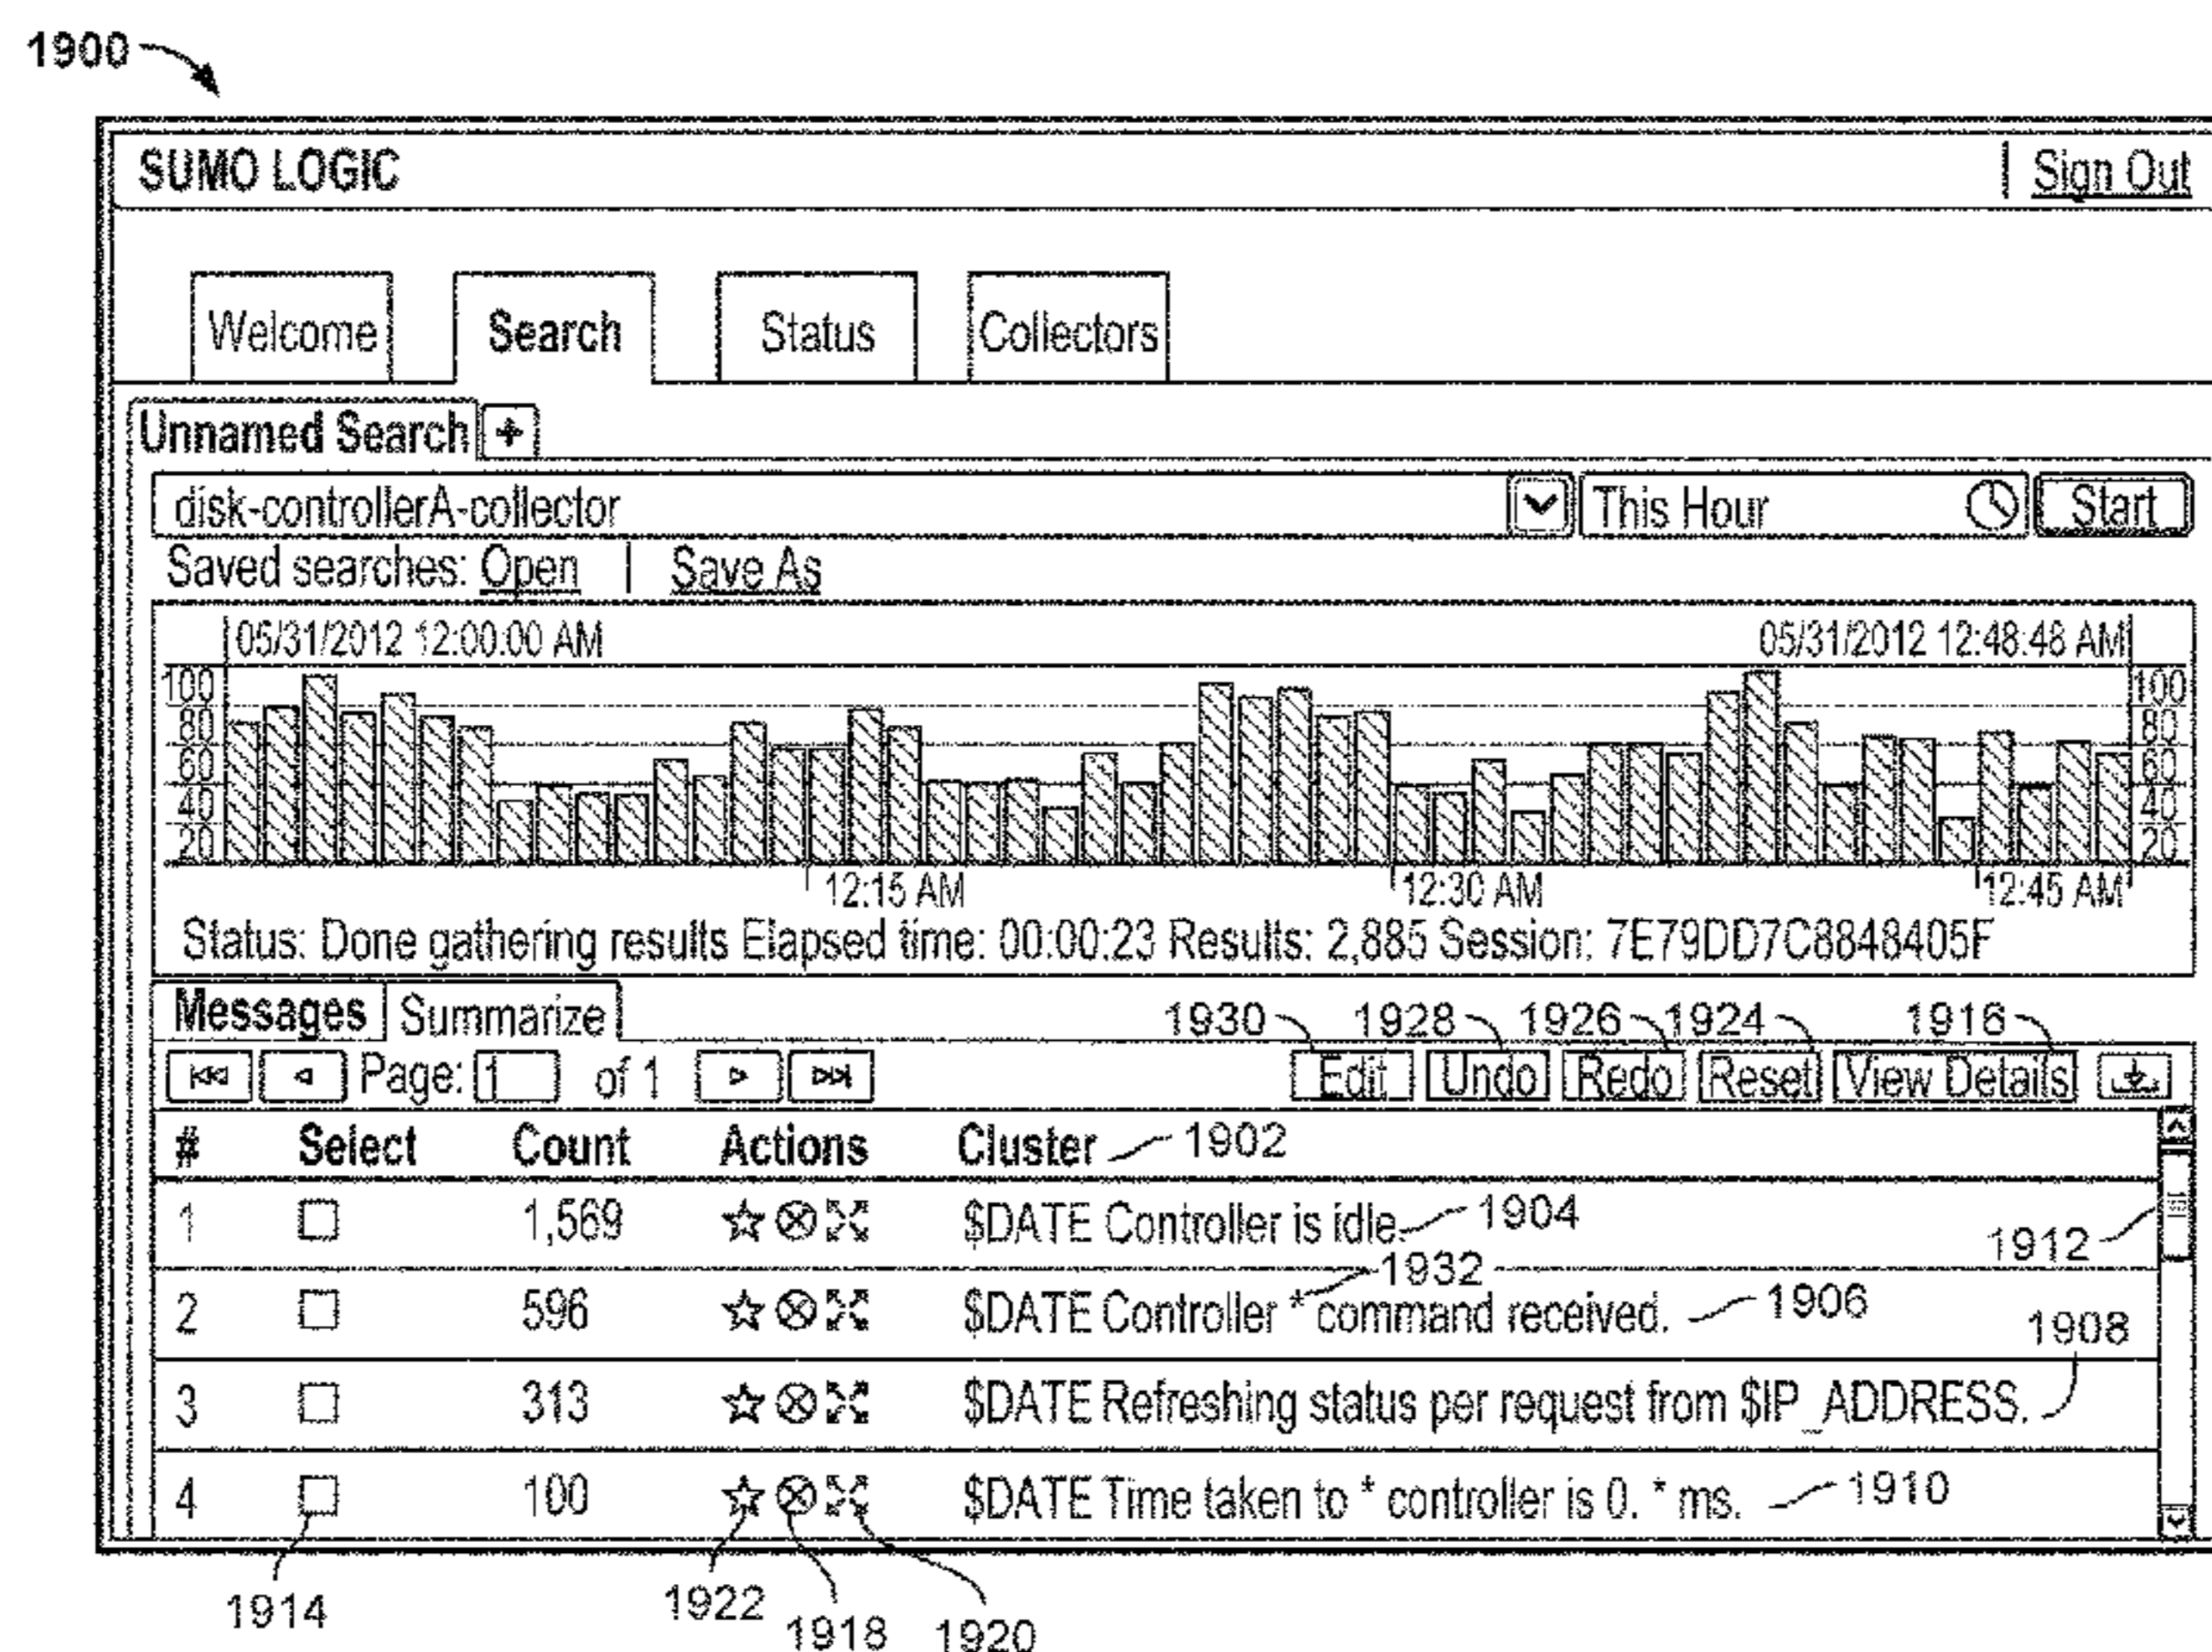 1900
SUMO LOGIC | Sign Out
Welcome Search Status Collectors
Unnamed Search +
disk-controllerA-collector This Hour Start
Saved searches: Open | Save As
05/31/2012 12:00:00 AM 05/31/2012 12:48:48 AM
100 100
80 80
60 60
40 40
20 20
12:15 AM 12:30 AM 12:45 AM
Status: Done gathering results Elapsed time: 00:00:23 Results: 2,885 Session: 7E79DD7C8848405F
Messages Summarize 1930 1928 1926 1924 1916
Page: 1 of 1 Edit Undo Redo Reset View Details
# Select Count Actions Cluster 1902
1 1,569 $DATE Controller is idle. 1904
1912
1932
2 596 $DATE Controller * command received. 1906
1908
3 313 $DATE Refreshing status per request from $IP_ADDRESS.
4 100 $DATE Time taken to * controller is 0. * ms. 1910
1914 1922 1918 1920